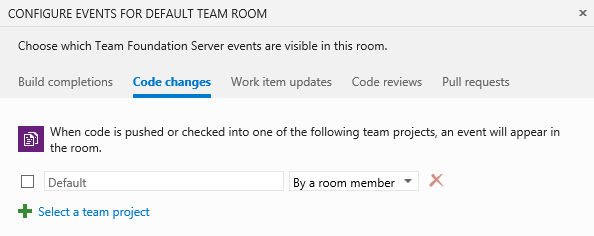 CONFIGURE EVENTS FOR DEFAULT TEAM ROOM
Choose which Team Foundation Server events are visible in this room.
Build completions Code changes Work item updates Code reviews Pull requests
When code is pushed or checked into one of the following team projects, an event will appear in
the room.
Default By a room member
Select a team project